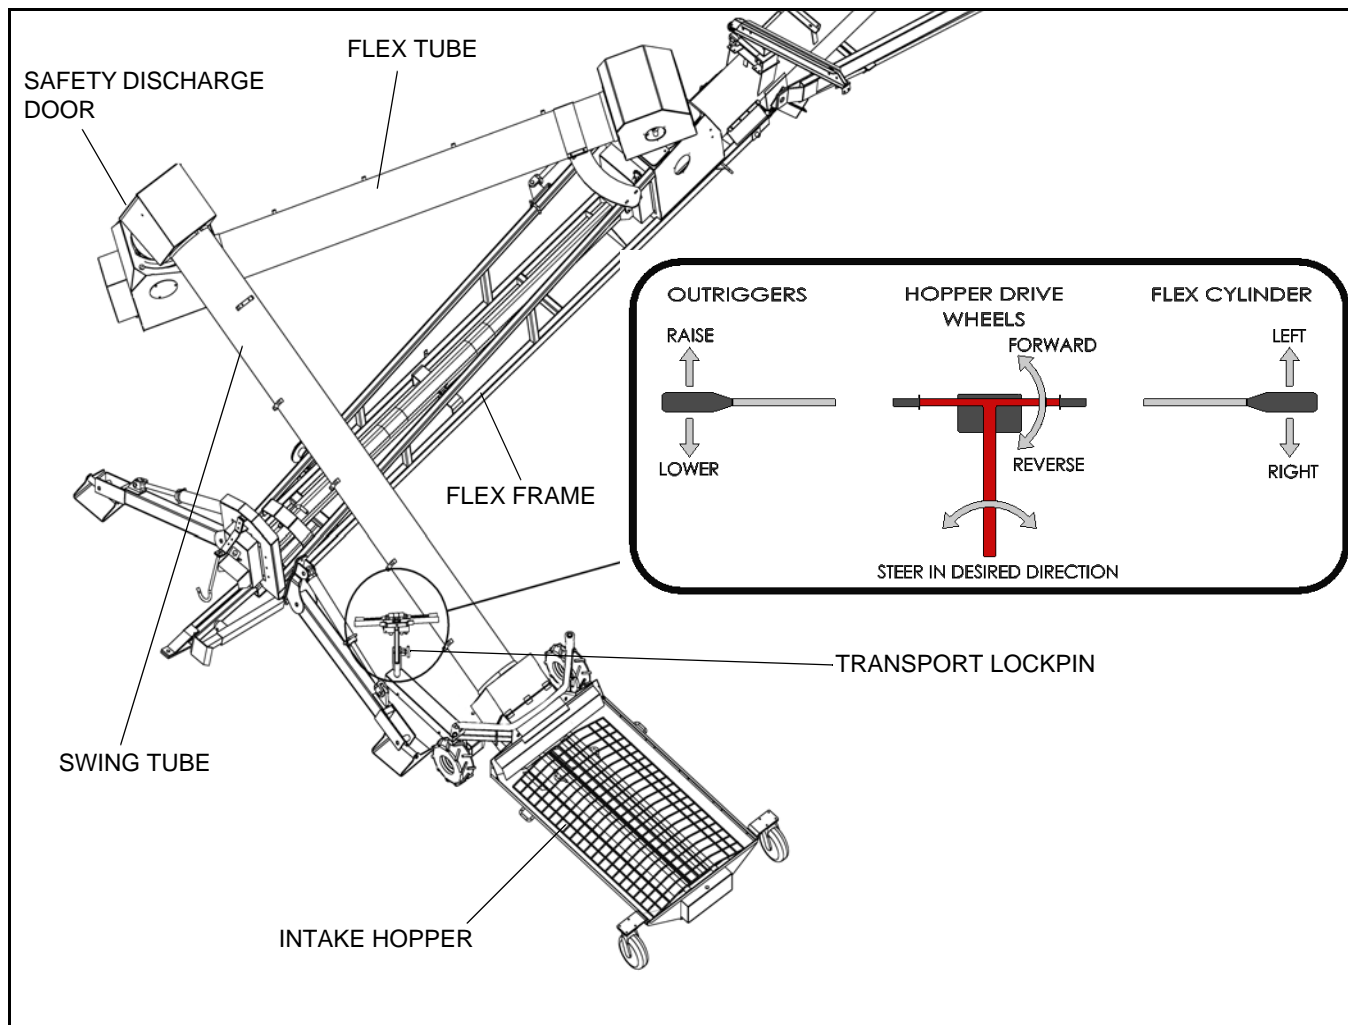 FLEX TUBE
SAFETY DISCHARGE
DOOR
OUTRIGGERS
RAISE
LOWER
HOPPER DRIVE
WHEELS
FORWARD
REVERSE
STEER IN DESIRED DIRECTION
FLEX CYLINDER
LEFT
RIGHT
FLEX FRAME
TRANSPORT LOCKPIN
SWING TUBE
INTAKE HOPPER